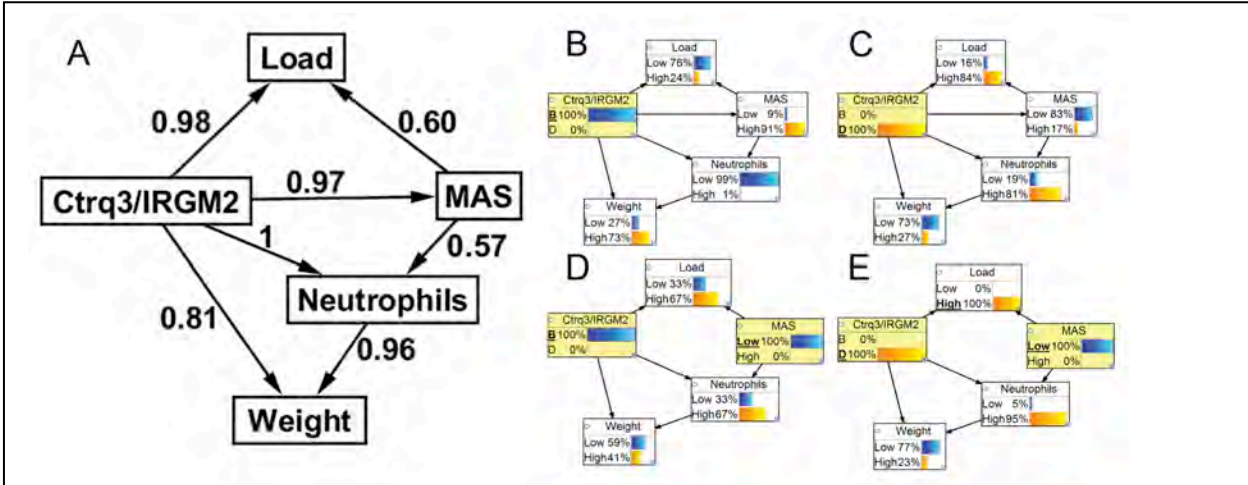 A
Load
0.98
0.60
Ctrq3/IRGM2
0.97
MAS
1
0.57
0.81
Neutrophils
0.96
Weight
B
Load
Low 76%
High 24%
Ctrq3/IRGM2
B 100%
D 0%
MAS
Low 9%
High 91%
Neutrophils
Low 99%
High 1%
Weight
Low 27%
High 73%
C
Load
Low 16%
High 84%
Ctrq3/IRGM2
B 0%
D 100%
MAS
Low 83%
High 17%
Neutrophils
Low 19%
High 81%
Weight
Low 73%
High 27%
D
Load
Low 33%
High 67%
Ctrq3/IRGM2
B 100%
D 0%
MAS
Low 100%
High 0%
Neutrophils
Low 33%
High 67%
Weight
Low 59%
High 41%
E
Load
Low 0%
High 100%
Ctrq3/IRGM2
B 0%
D 100%
MAS
Low 100%
High 0%
Neutrophils
Low 5%
High 95%
Weight
Low 77%
High 23%